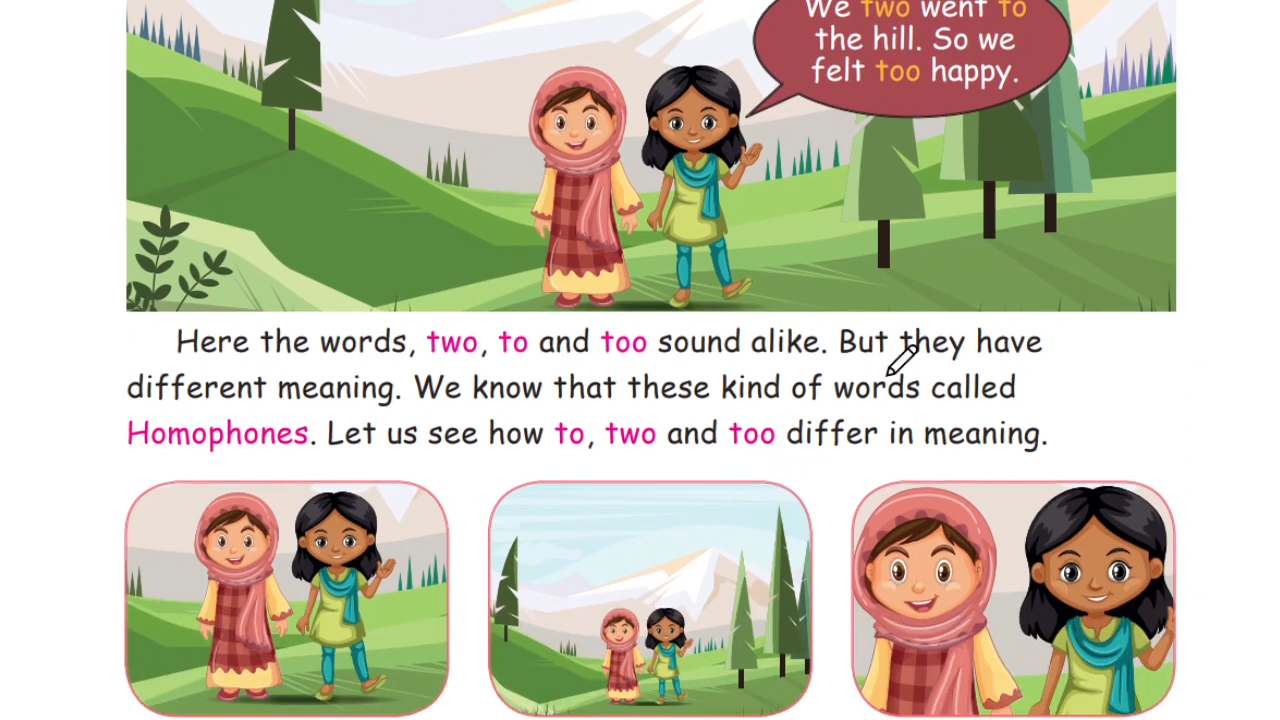 We two went to
the hill. So we
felt too happy.
Here the words, two, to and too sound alike. But they have
different meaning. We know that these kind of words called
Homophones. Let us see how to, two and too differ in meaning.